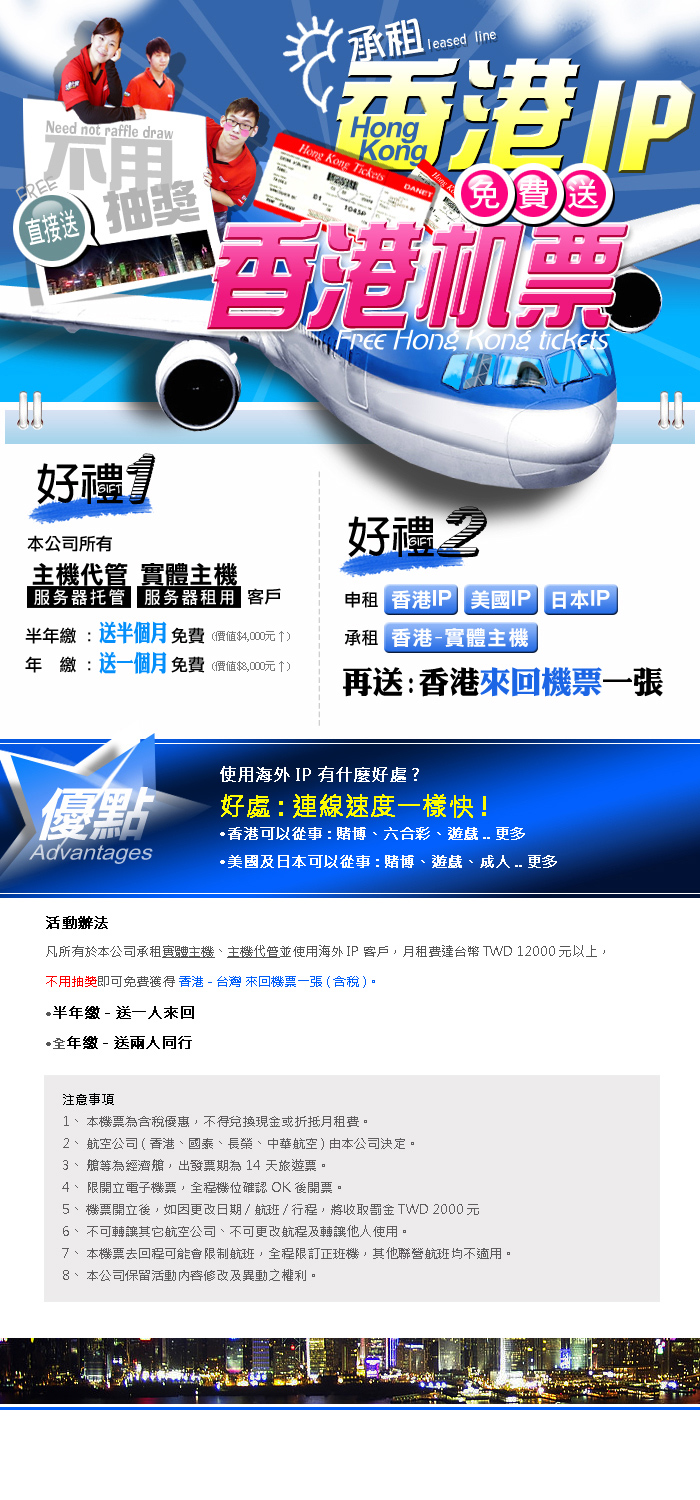 承租 leased line
香港IP
Hong
Kong
Need not raffle draw
不用
抽獎
FREE
直接送
Hong Kong Tickets
DANET
免費送
香港机票
Free Hong Kong tickets
好禮1
GIFT
本公司所有
主機代管 實體主機
服务器托管 服务器租用 客戶
半年繳 : 送半個月免費 (價值$4,000元↑)
年 繳 : 送一個月免費 (價值$8,000元↑)
好禮2
GIFT
申租 香港IP 美國IP 日本IP
承租 香港-實體主機
再送:香港來回機票一張
優點
Advantages
使用海外 IP 有什麼好處?
好處:連線速度一樣快!
•香港可以從事:賭博、六合彩、遊戲..更多
•美國及日本可以從事:賭博、遊戲、成人..更多
活動辦法
凡所有於本公司承租實體主機、主機代管並使用海外 IP 客戶,月租費達台幣 TWD 12000 元以上,
不用抽獎即可免費獲得 香港 - 台灣 來回機票一張 ( 含稅 )。
•半年繳 - 送一人來回
•全年繳 - 送兩人同行
注意事項
1、 本機票為含稅優惠,不得兌換現金或折抵月租費。
2、 航空公司 ( 香港、國泰、長榮、中華航空 ) 由本公司決定。
3、 艙等為經濟艙,出發票期為 14 天旅遊票。
4、 限開立電子機票,全程機位確認 OK 後開票。
5、 機票開立後,如因更改日期 / 航班 / 行程,將收取罰金 TWD 2000 元
6、 不可轉讓其它航空公司、不可更改航程及轉讓他人使用。
7、 本機票去回程可能會限制航班,全程限訂正班機,其他聯營航班均不適用。
8、 本公司保留活動內容修改及異動之權利。